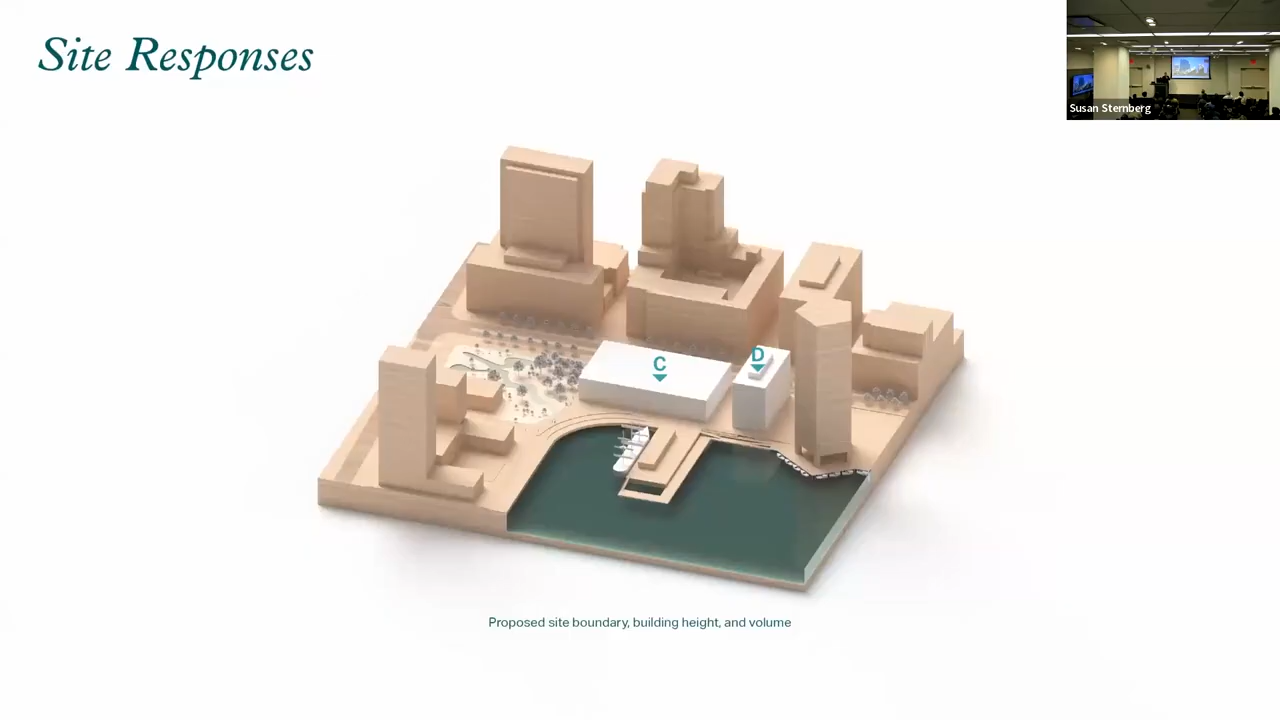 Site Responses
Susan Sternberg
C
D
Proposed site boundary, building height, and volume